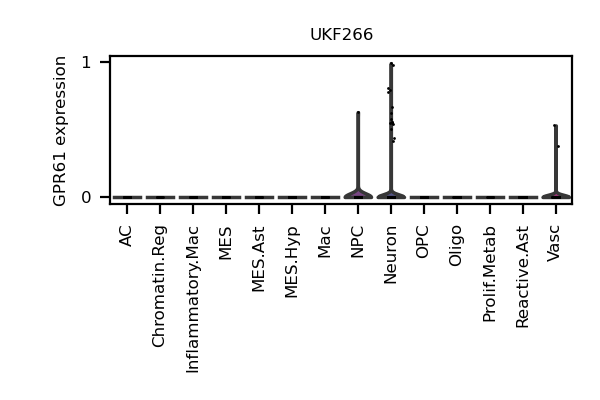 UKF266
GPR61 expression
1
0
AC
Chromatin.Reg
Inflammatory.Mac
MES
MES.Ast
MES.Hyp
Mac
NPC
Neuron
OPC
Oligo
Prolif.Metab
Reactive.Ast
Vasc